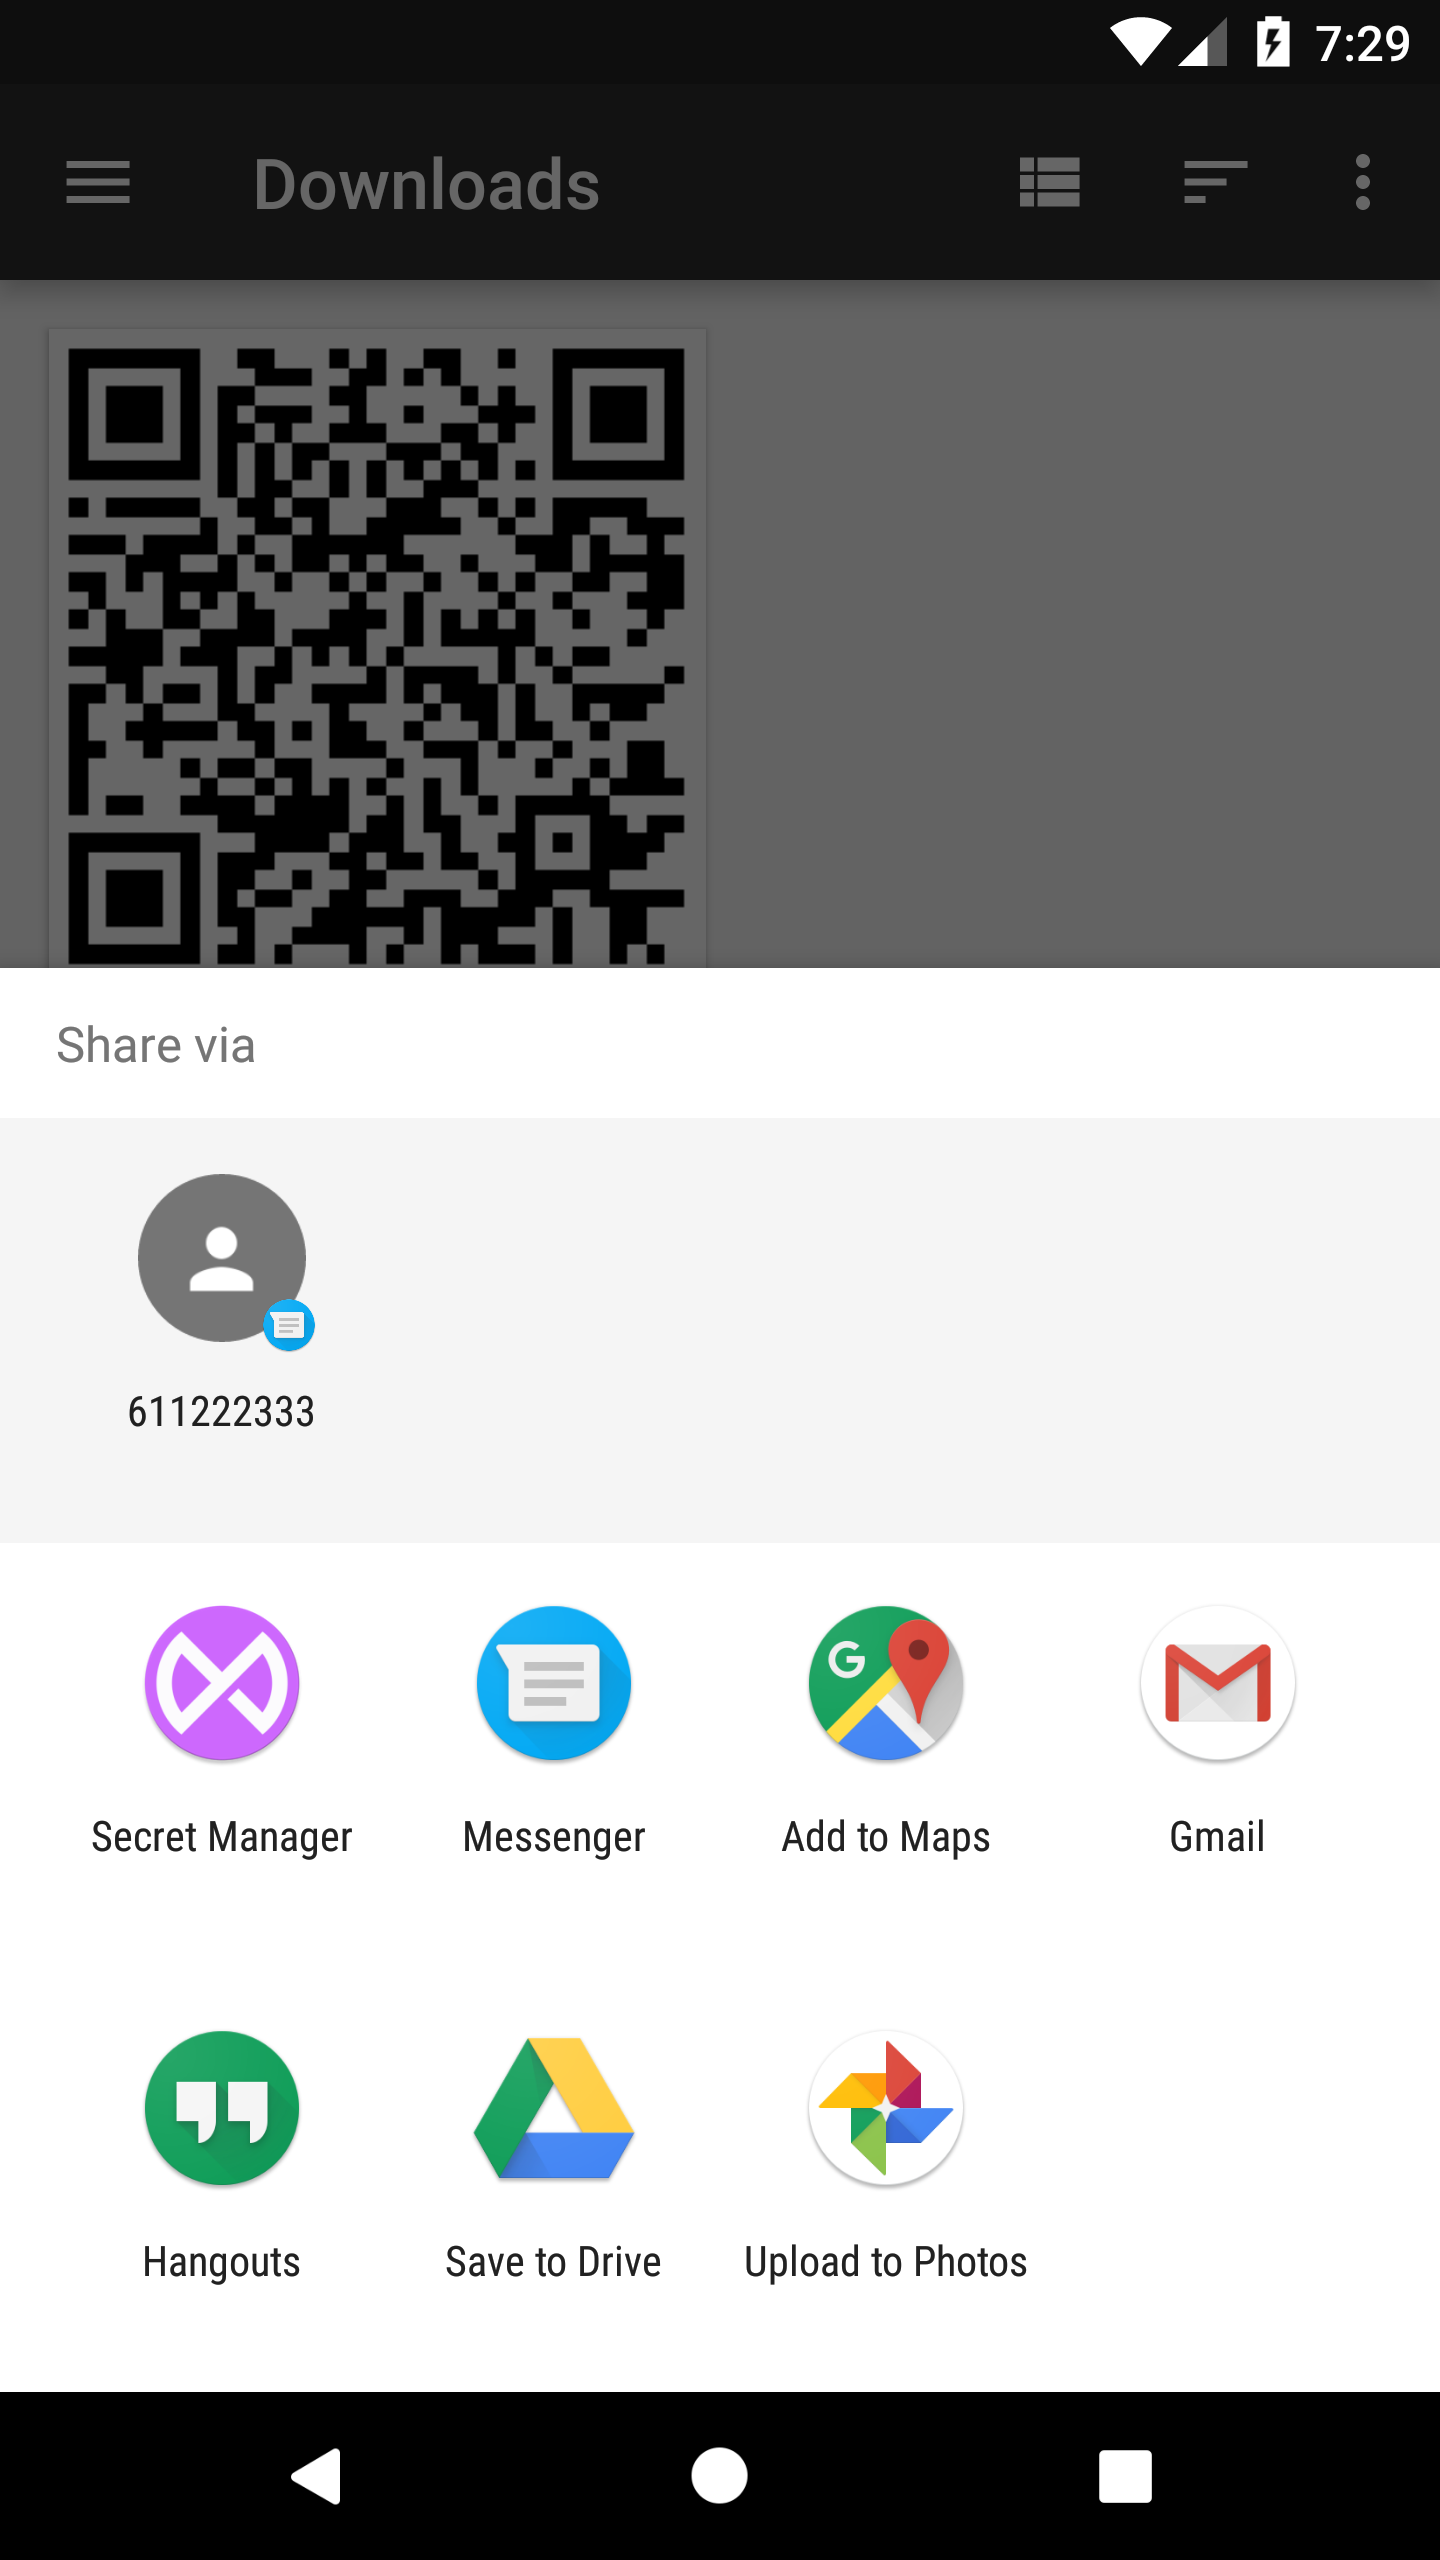 7:29
Downloads
Share via
611222333
Secret Manager
Messenger
G
Add to Maps
Gmail
Hangouts
Save to Drive
Upload to Photos